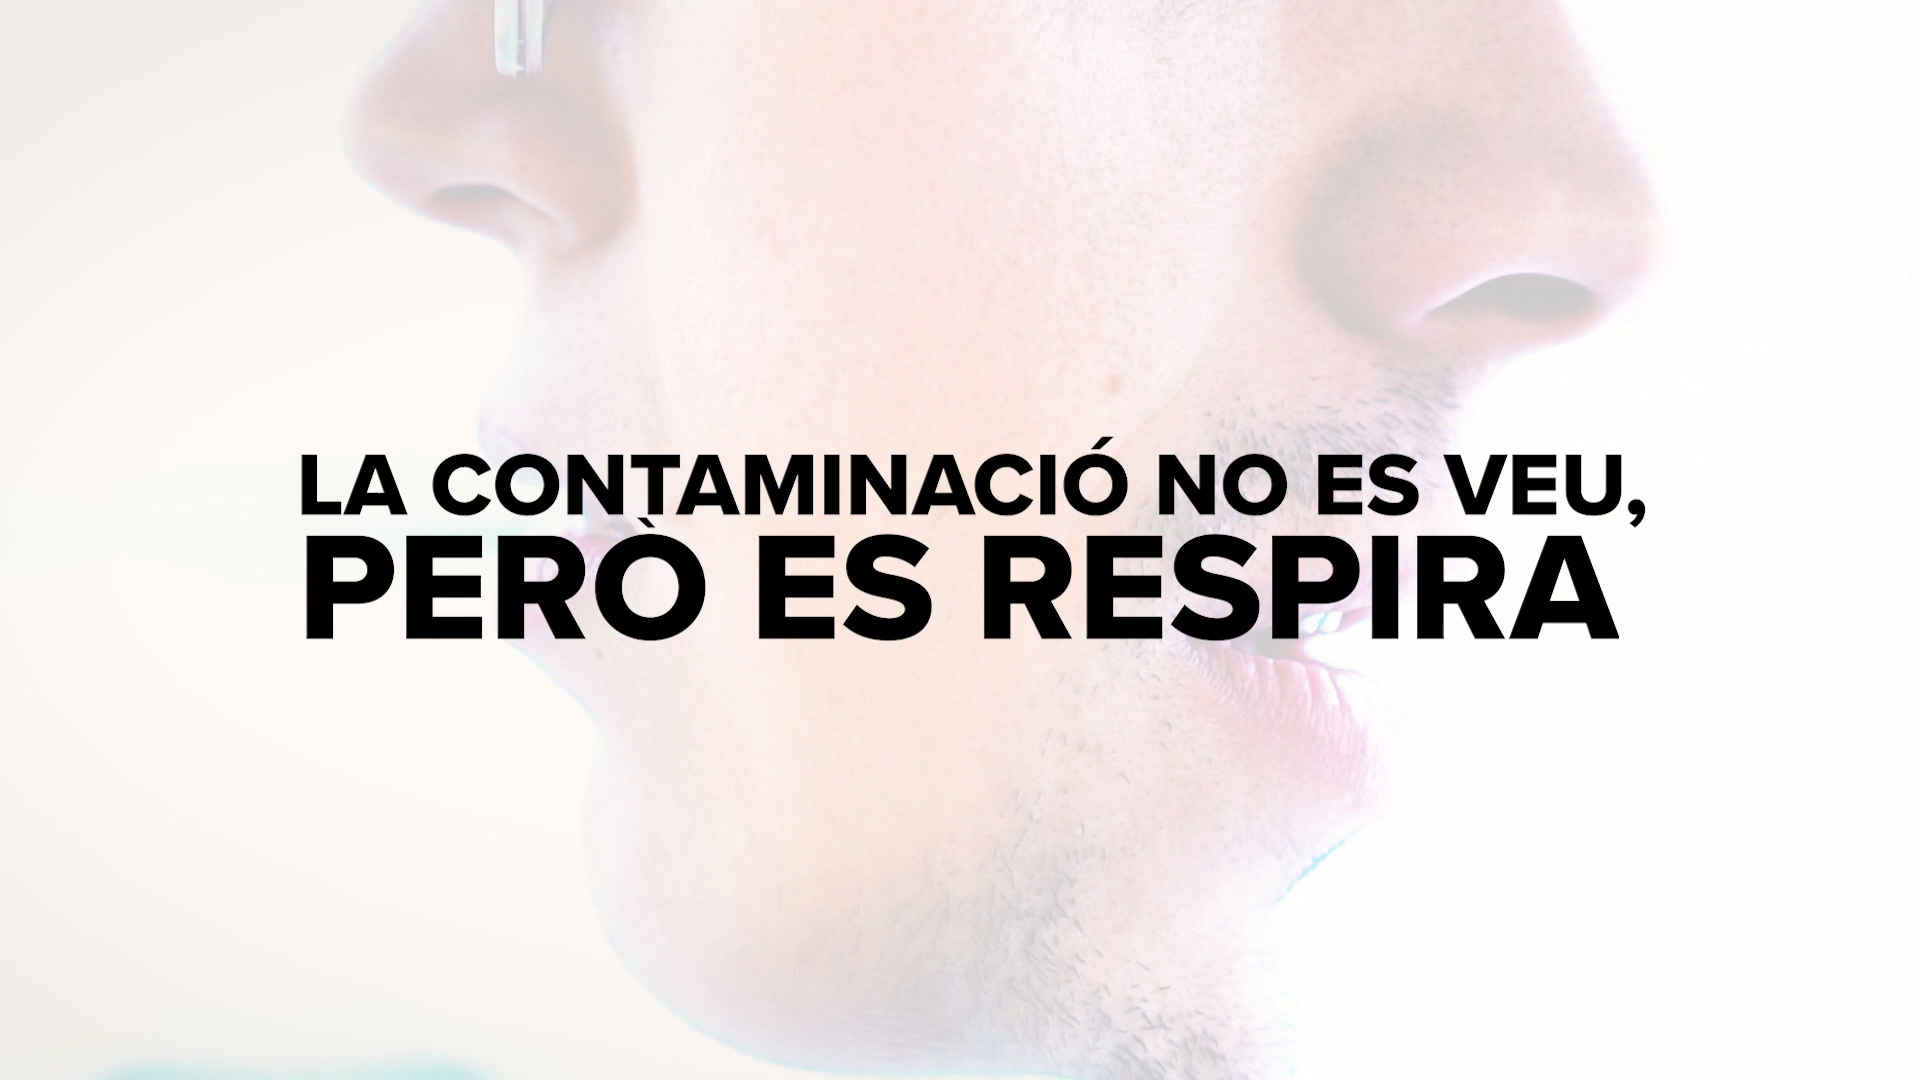 LA CONTAMINACIÓ NO ES VEU,
PERÒ ES RESPIRA